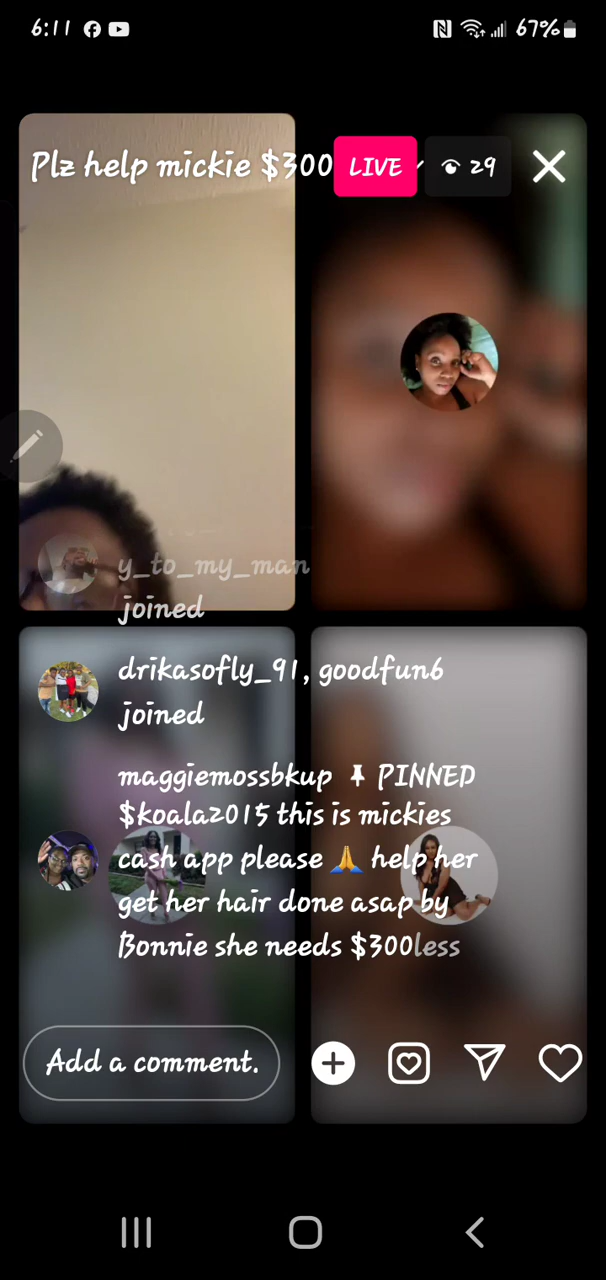 6:11
67%
Plz help mickie $300
LIVE
29
y_to_my_man
joined
drikasofly_91, goodfun6
joined
maggiemossbkup 📌 PINNED
$koala2015 this is mickies
cash app please 🙏 help her
get her hair done asap by
Bonnie she needs $300less
Add a comment.